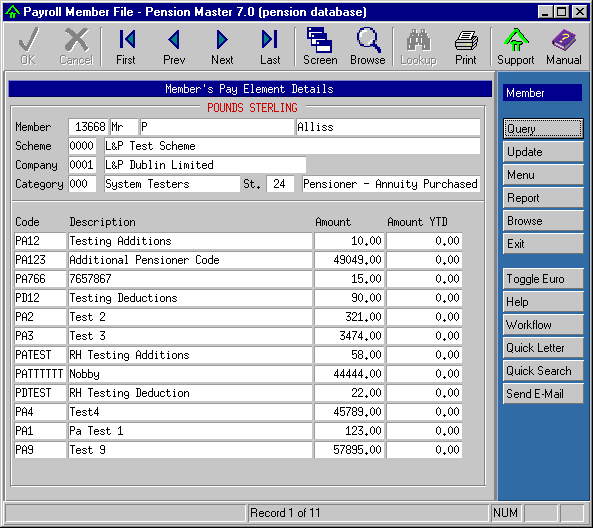 Payroll Member File - Pension Master 7.0 (pension database)
OK Cancel First Prev Next Last Screen Browse Lookup Print Support Manual
Member's Pay Element Details
POUNDS STERLING
Member 13668 Mr P Alliss
Scheme 0000 L&P Test Scheme
Company 0001 L&P Dublin Limited
Category 000 System Testers St. 24 Pensioner - Annuity Purchased
Code Description Amount Amount YTD
PA12 Testing Additions 10.00 0.00
PA123 Additional Pensioner Code 49049.00 0.00
PA766 7657867 15.00 0.00
PD12 Testing Deductions 90.00 0.00
PA2 Test 2 321.00 0.00
PA3 Test 3 3474.00 0.00
PATEST RH Testing Additions 58.00 0.00
PATTTTTT Nobby 44444.00 0.00
PDTEST RH Testing Deduction 22.00 0.00
PA4 Test4 45789.00 0.00
PA1 Pa Test 1 123.00 0.00
PA9 Test 9 57895.00 0.00
Member
Query
Update
Menu
Report
Browse
Exit
Toggle Euro
Help
Workflow
Quick Letter
Quick Search
Send E-Mail
Record 1 of 11 NUM